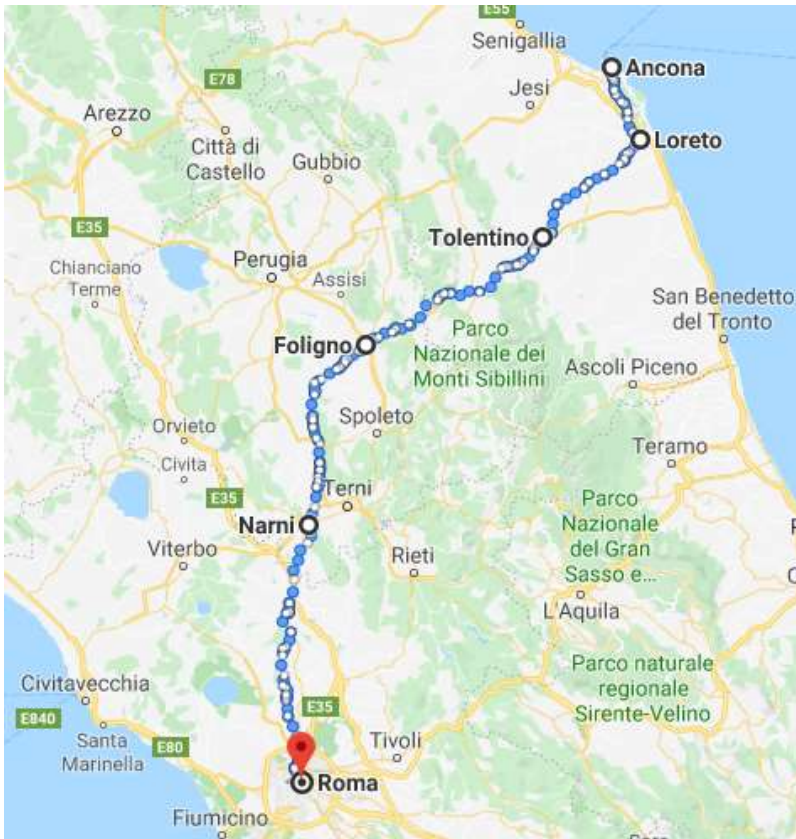 E55
Senigallia
Ancona
E78
Jesi
Arezzo
Città di
Castello
Loreto
Gubbio
E35
Tolentino
Perugia
Chianciano
Terme
Assisi
San Benedetto
del Tronto
Parco
Nazionale dei
Monti Sibillini
Foligno
Ascoli Piceno
Orvieto
Spoleto
Civita
Teramo
E35
Terni
Parco
Nazionale
del Gran
Sasso e...
Narni
Viterbo
Rieti
L'Aquila
Parco naturale
regionale
Sirente-Velino
Civitavecchia
E35
E840
Santa
Marinella
E80
Tivoli
Roma
Fiumicino